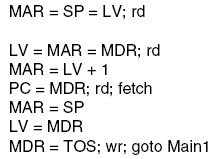 MAR = SP = LV; rd
LV = MAR = MDR; rd
MAR = LV + 1
PC = MDR; rd; fetch
MAR = SP
LV = MDR
MDR = TOS; wr; goto Main1